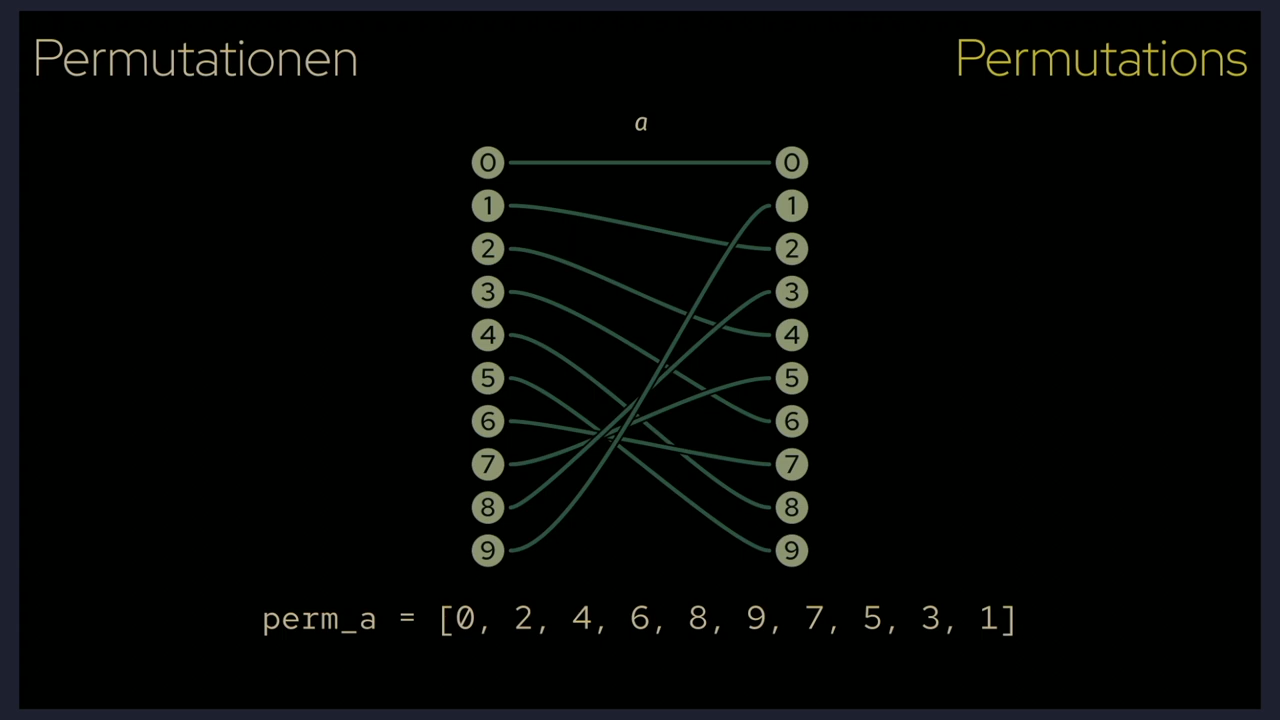 Permutationen
Permutations
a
0 0
1 1
2 2
3 3
4 4
5 5
6 6
7 7
8 8
9 9
perm_a = [0, 2, 4, 6, 8, 9, 7, 5, 3, 1]